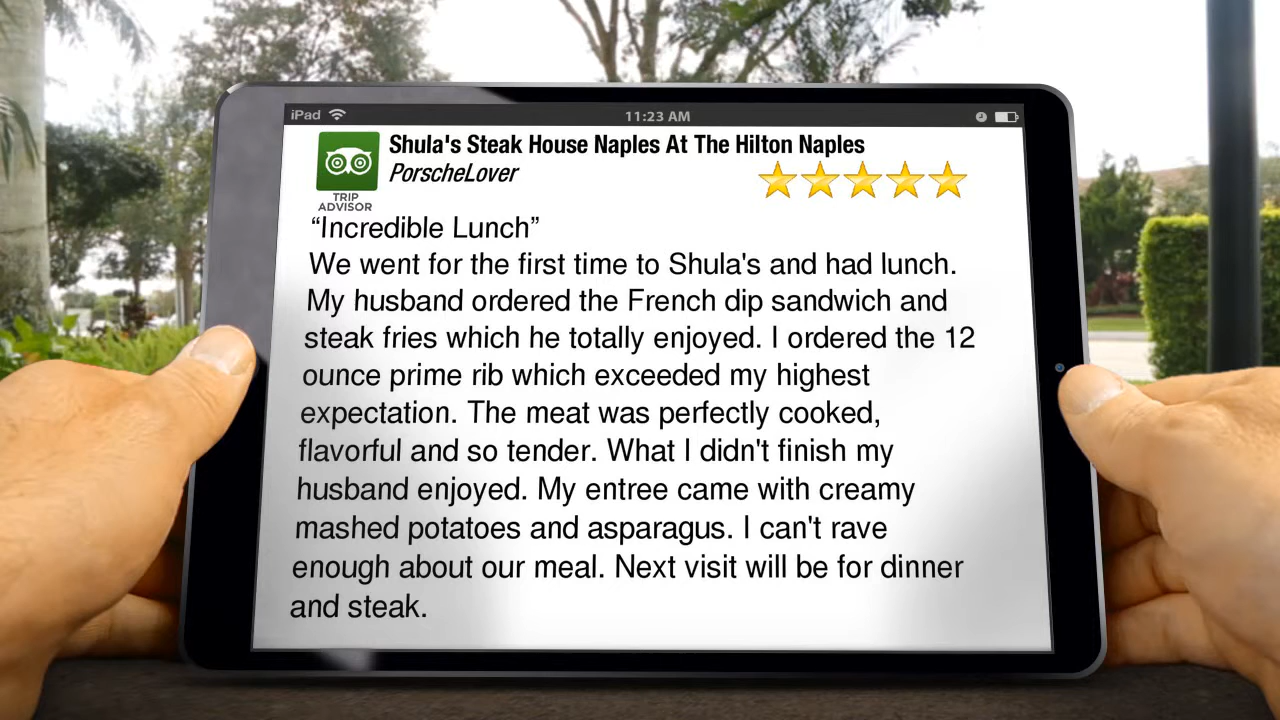 iPad
11:23 AM
Shula's Steak House Naples At The Hilton Naples
PorscheLover
TRIP
ADVISOR
“Incredible Lunch”
We went for the first time to Shula's and had lunch.
My husband ordered the French dip sandwich and
steak fries which he totally enjoyed. I ordered the 12
ounce prime rib which exceeded my highest
expectation. The meat was perfectly cooked,
flavorful and so tender. What I didn't finish my
husband enjoyed. My entree came with creamy
mashed potatoes and asparagus. I can't rave
enough about our meal. Next visit will be for dinner
and steak.